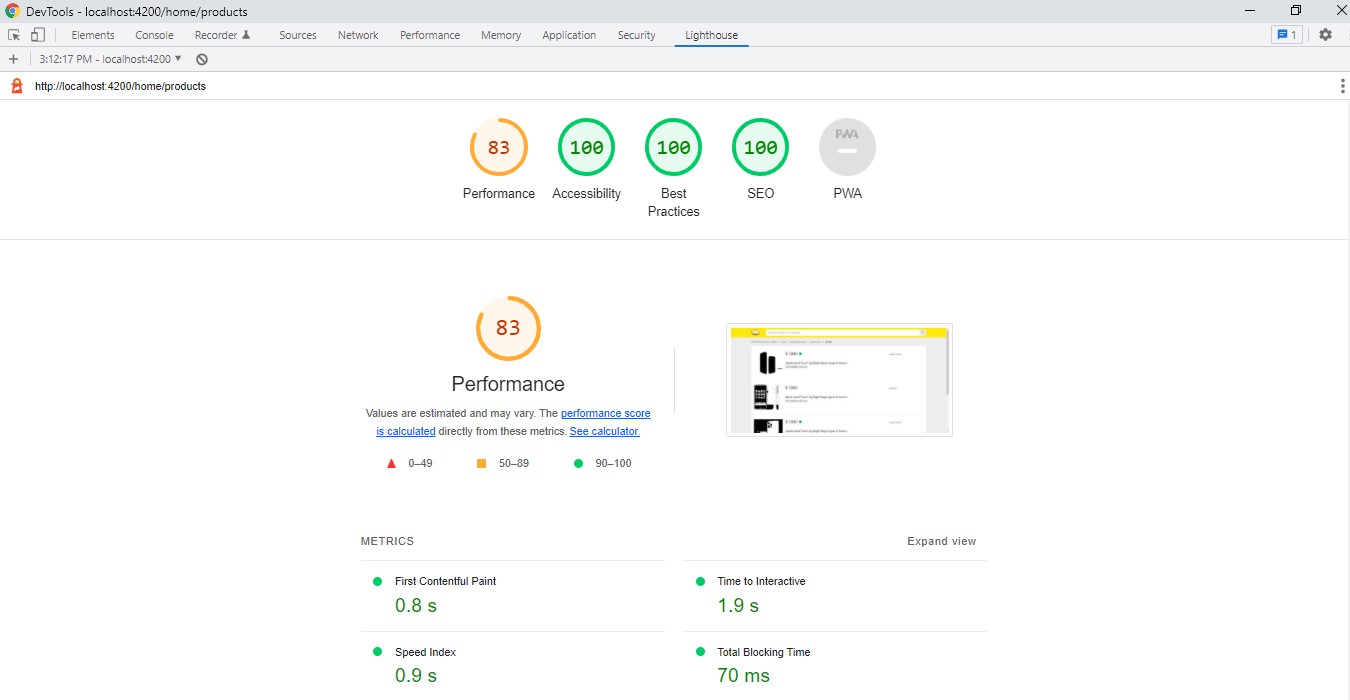 DevTools - localhost:4200/home/products
Elements Console Recorder Sources Network Performance Memory Application Security Lighthouse 1
3:12:17 PM - localhost:4200
http://localhost:4200/home/products
83 100 100 100 PWA
Performance Accessibility Best Practices SEO PWA
83
Performance
Values are estimated and may vary. The performance score
is calculated directly from these metrics. See calculator.
0–49 50–89 90–100
METRICS Expand view
First Contentful Paint Time to Interactive
0.8 s 1.9 s
Speed Index Total Blocking Time
0.9 s 70 ms